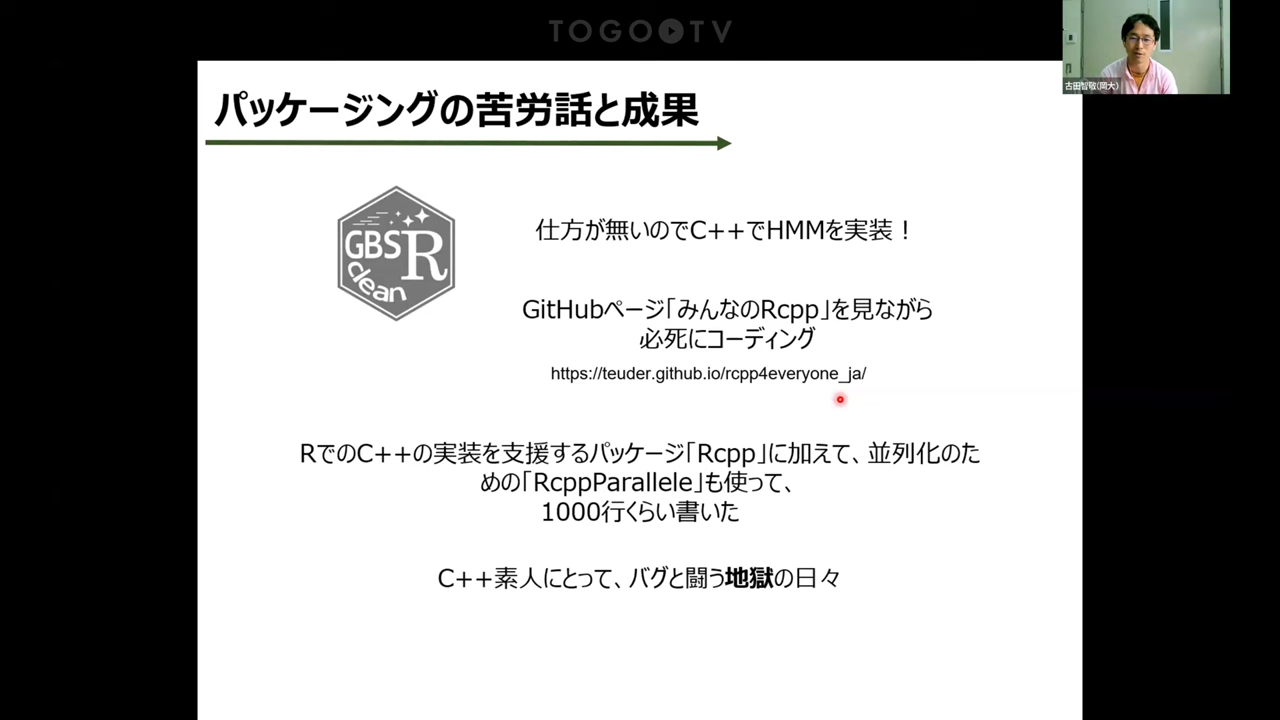 TOGO TV
古田智敬(岡大)
パッケージングの苦労話と成果
GBS R
clean
仕方が無いのでC++でHMMを実装！
GitHubページ「みんなのRcpp」を見ながら
必死にコーディング
https://teuder.github.io/rcpp4everyone_ja/
RでのC++の実装を支援するパッケージ「Rcpp」に加えて、並列化のた
めの「RcppParallele」も使って、
1000行くらい書いた
C++素人にとって、バグと闘う地獄の日々